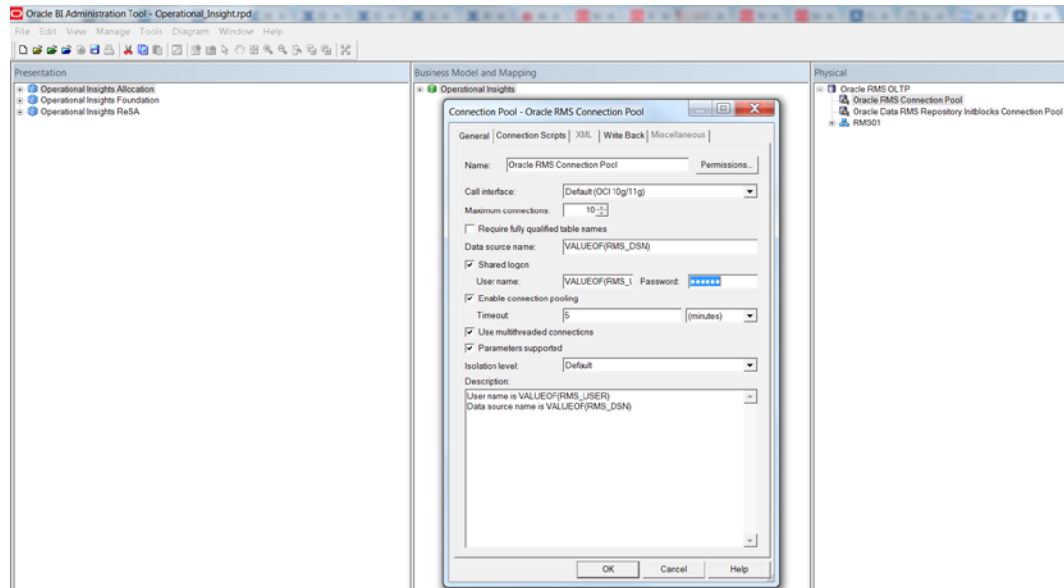 Oracle BI Administration Tool - Operational_Insight.rpd
File Edit View Manage Tools Diagram Window Help
Presentation
Operational Insights Allocation
Operational Insights Foundation
Operational Insights ReSA
Business Model and Mapping
Operational Insights
Physical
Oracle RMS OLTP
Oracle RMS Connection Pool
Oracle Data RMS Repository Initblocks Connection Pool
RMS01
Connection Pool - Oracle RMS Connection Pool
General Connection Scripts XML Write Back Miscellaneous
Name: Oracle RMS Connection Pool Permissions...
Call interface: Default (OCI 10g/11g)
Maximum connections: 10
Require fully qualified table names
Data source name: VALUEOF(RMS_DSN)
Shared logon
User name: VALUEOF(RMS_U Password: ●●●●●●
Enable connection pooling
Timeout: 5 (minutes)
Use multithreaded connections
Parameters supported
Isolation level: Default
Description:
User name is VALUEOF(RMS_USER)
Data source name is VALUEOF(RMS_DSN)
OK Cancel Help